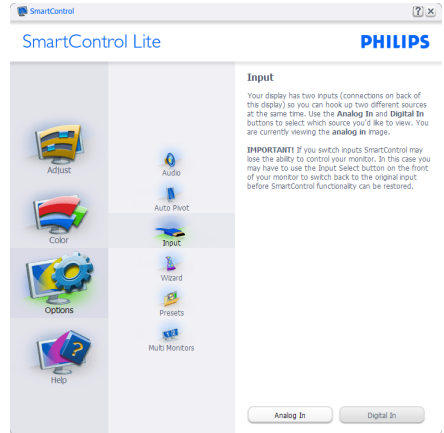 SmartControl
SmartControl Lite
PHILIPS
Adjust
Color
Options
Help
Audio
Auto Pivot
Input
Wizard
Presets
Multi Monitors
Input
Your display has two inputs (connections on back of
this display) so you can hook up two different sources
at the same time. Use the Analog In and Digital In
buttons to select which source you'd like to view. You
are currently viewing the analog in image.
IMPORTANT! If you switch inputs SmartControl may
lose the ability to control your monitor. In this case you
may have to use the Input Select button on the front
of your monitor to switch back to the original input
before SmartControl functionality can be restored.
Analog In
Digital In